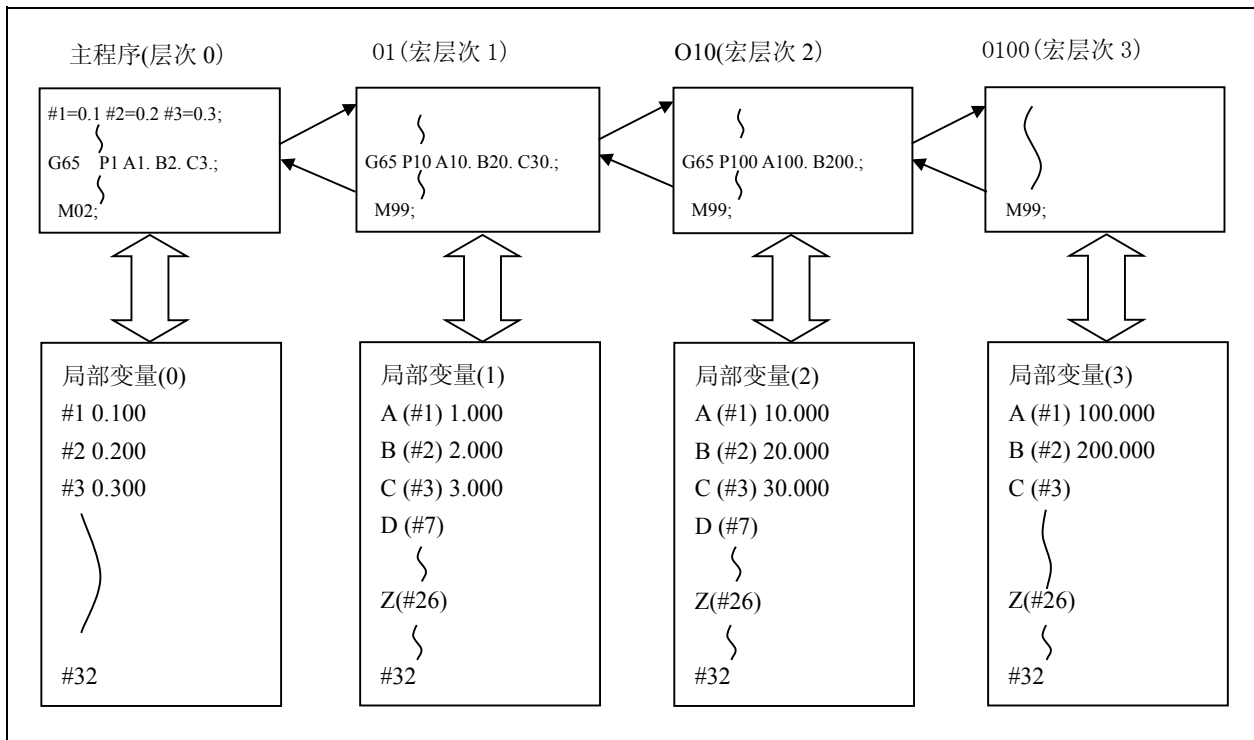 主程序(层次 0)
01(宏层次 1)
O10(宏层次 2)
0100(宏层次 3)
#1=0.1 #2=0.2 #3=0.3;
G65 P1 A1. B2. C3.;
M02;
G65 P10 A10. B20. C30.;
M99;
G65 P100 A100. B200.;
M99;
M99;
局部变量(0)
#1 0.100
#2 0.200
#3 0.300
#32
局部变量(1)
A (#1) 1.000
B (#2) 2.000
C (#3) 3.000
D (#7)
Z(#26)
#32
局部变量(2)
A (#1) 10.000
B (#2) 20.000
C (#3) 30.000
D (#7)
Z(#26)
#32
局部变量(3)
A (#1) 100.000
B (#2) 200.000
C (#3)
Z(#26)
#32